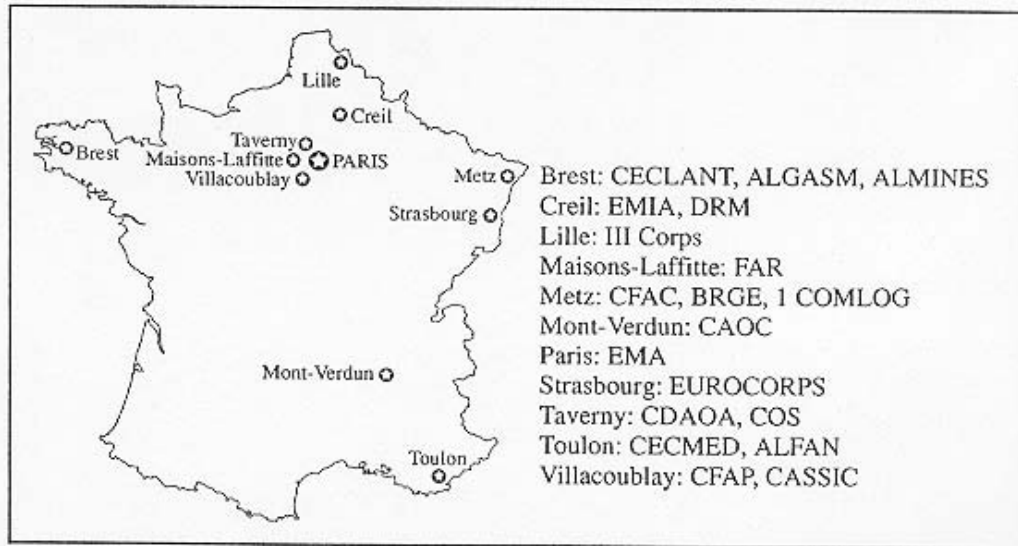 Lille
Creil
Taverny
Brest
Maisons-Laffitte
PARIS
Villacoublay
Metz
Strasbourg
Mont-Verdun
Toulon
Brest: CECLANT, ALGASM, ALMINES
Creil: EMIA, DRM
Lille: III Corps
Maisons-Laffitte: FAR
Metz: CFAC, BRGE, 1 COMLOG
Mont-Verdun: CAOC
Paris: EMA
Strasbourg: EUROCORPS
Taverny: CDAOA, COS
Toulon: CECMED, ALFAN
Villacoublay: CFAP, CASSIC